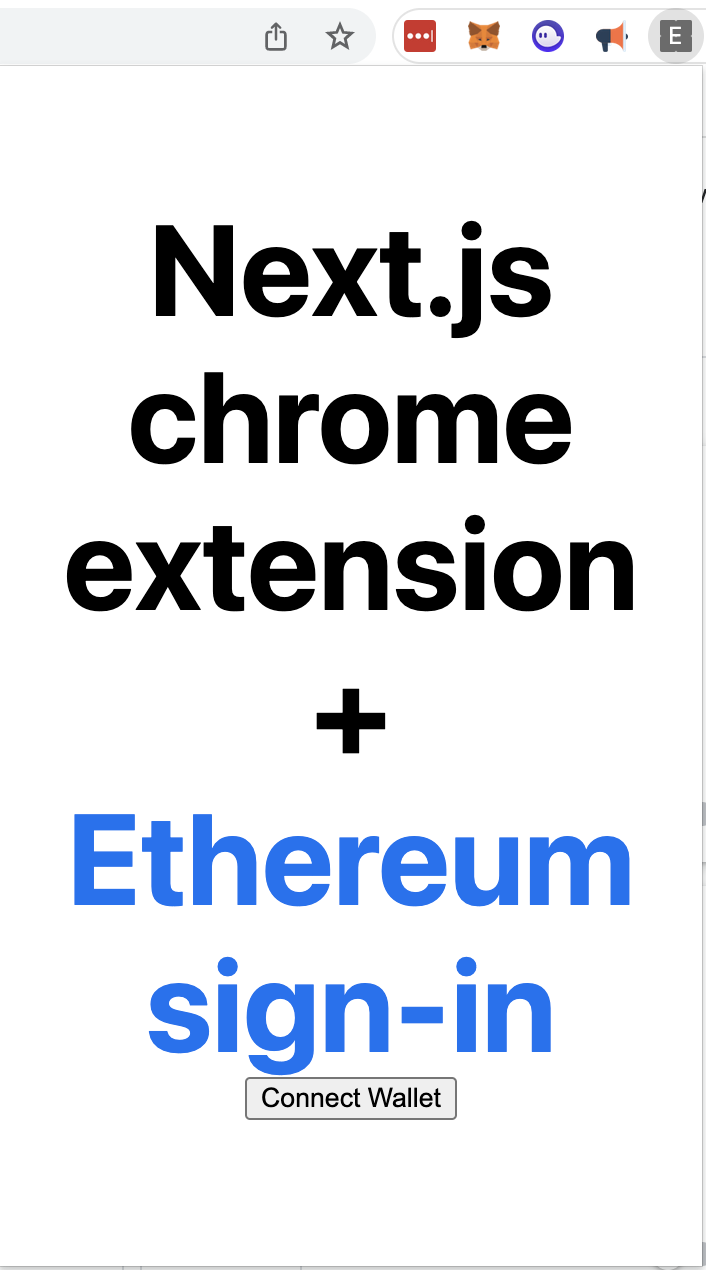 E
Next.js
chrome
extension
+
Ethereum
sign-in
Connect Wallet